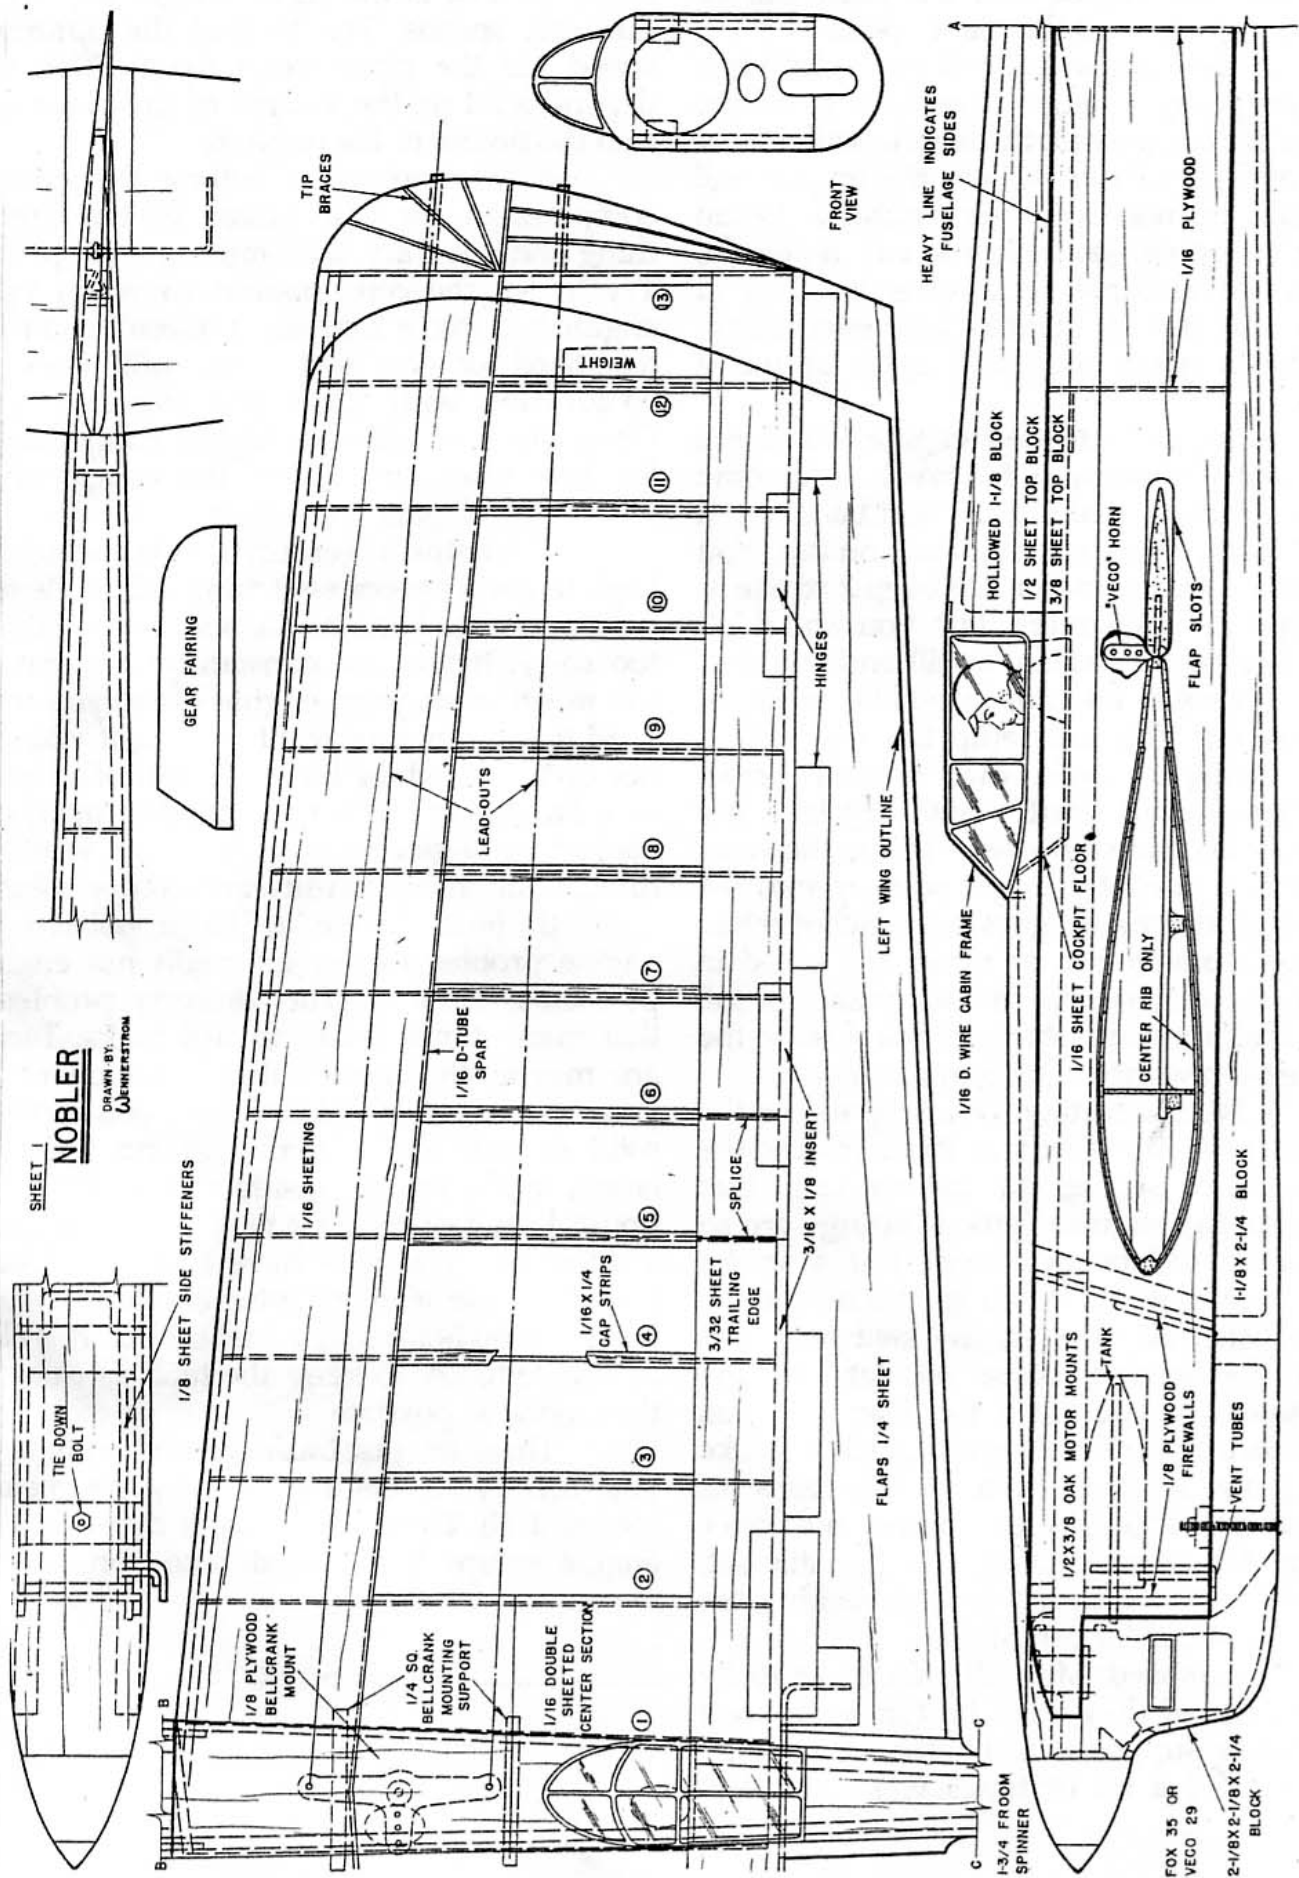 SHEET 1
NOBLER
DRAWN BY:
WENNERSTROM
TIE DOWN
BOLT
1/8 SHEET SIDE STIFFENERS
GEAR FAIRING
TIP
BRACES
FRONT
VIEW
B
B
1/8 PLYWOOD
BELLCRANK
MOUNT
1/4 SQ.
BELLCRANK
MOUNTING
SUPPORT
1/16 DOUBLE
SHEETED
CENTER SECTION
1/16 SHEETING
1/16 D-TUBE
SPAR
LEAD-OUTS
1/16 X 1/4
CAP STRIPS
WEIGHT
1
2
3
4
5
6
7
8
9
10
11
12
13
3/32 SHEET
TRAILING
EDGE
SPLICE
3/16 X 1/8 INSERT
HINGES
FLAPS 1/4 SHEET
LEFT WING OUTLINE
C
C
HEAVY LINE INDICATES
FUSELAGE SIDES
A
1/16 PLYWOOD
HOLLOWED 1-1/8 BLOCK
1/2 SHEET TOP BLOCK
3/8 SHEET TOP BLOCK
"VECO" HORN
FLAP SLOTS
1/16 D. WIRE CABIN FRAME
1/16 SHEET COCKPIT FLOOR
CENTER RIB ONLY
1-1/8 X 2-1/4 BLOCK
1/2X3/8 OAK MOTOR MOUNTS
TANK
1/8 PLYWOOD
FIREWALLS
VENT TUBES
1-3/4 FROOM
SPINNER
FOX 35 OR
VECO 29
2-1/8X2-1/8X2-1/4
BLOCK